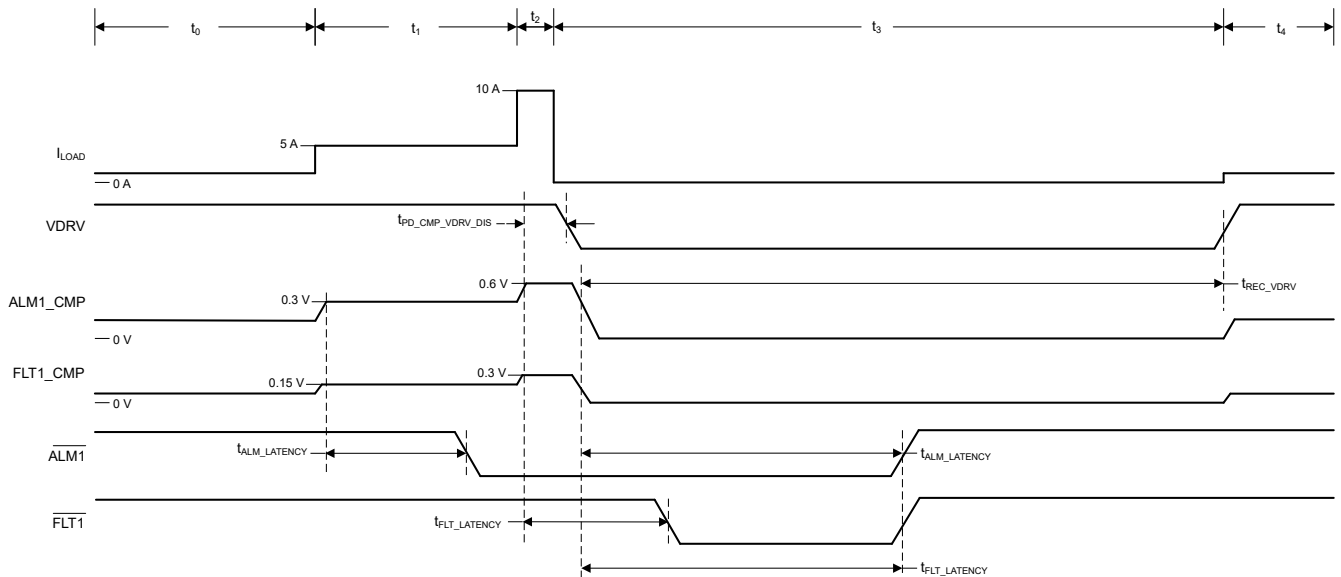 t0 t1 t2 t3 t4
10 A
5 A
ILOAD
0 A
VDRV
tPD_CMP_VDRV_DIS
0.6 V
tREC_VDRV
0.3 V
ALM1_CMP
0 V
FLT1_CMP
0.3 V
0.15 V
0 V
ALM1
tALM_LATENCY
tALM_LATENCY
FLT1
tFLT_LATENCY
tFLT_LATENCY